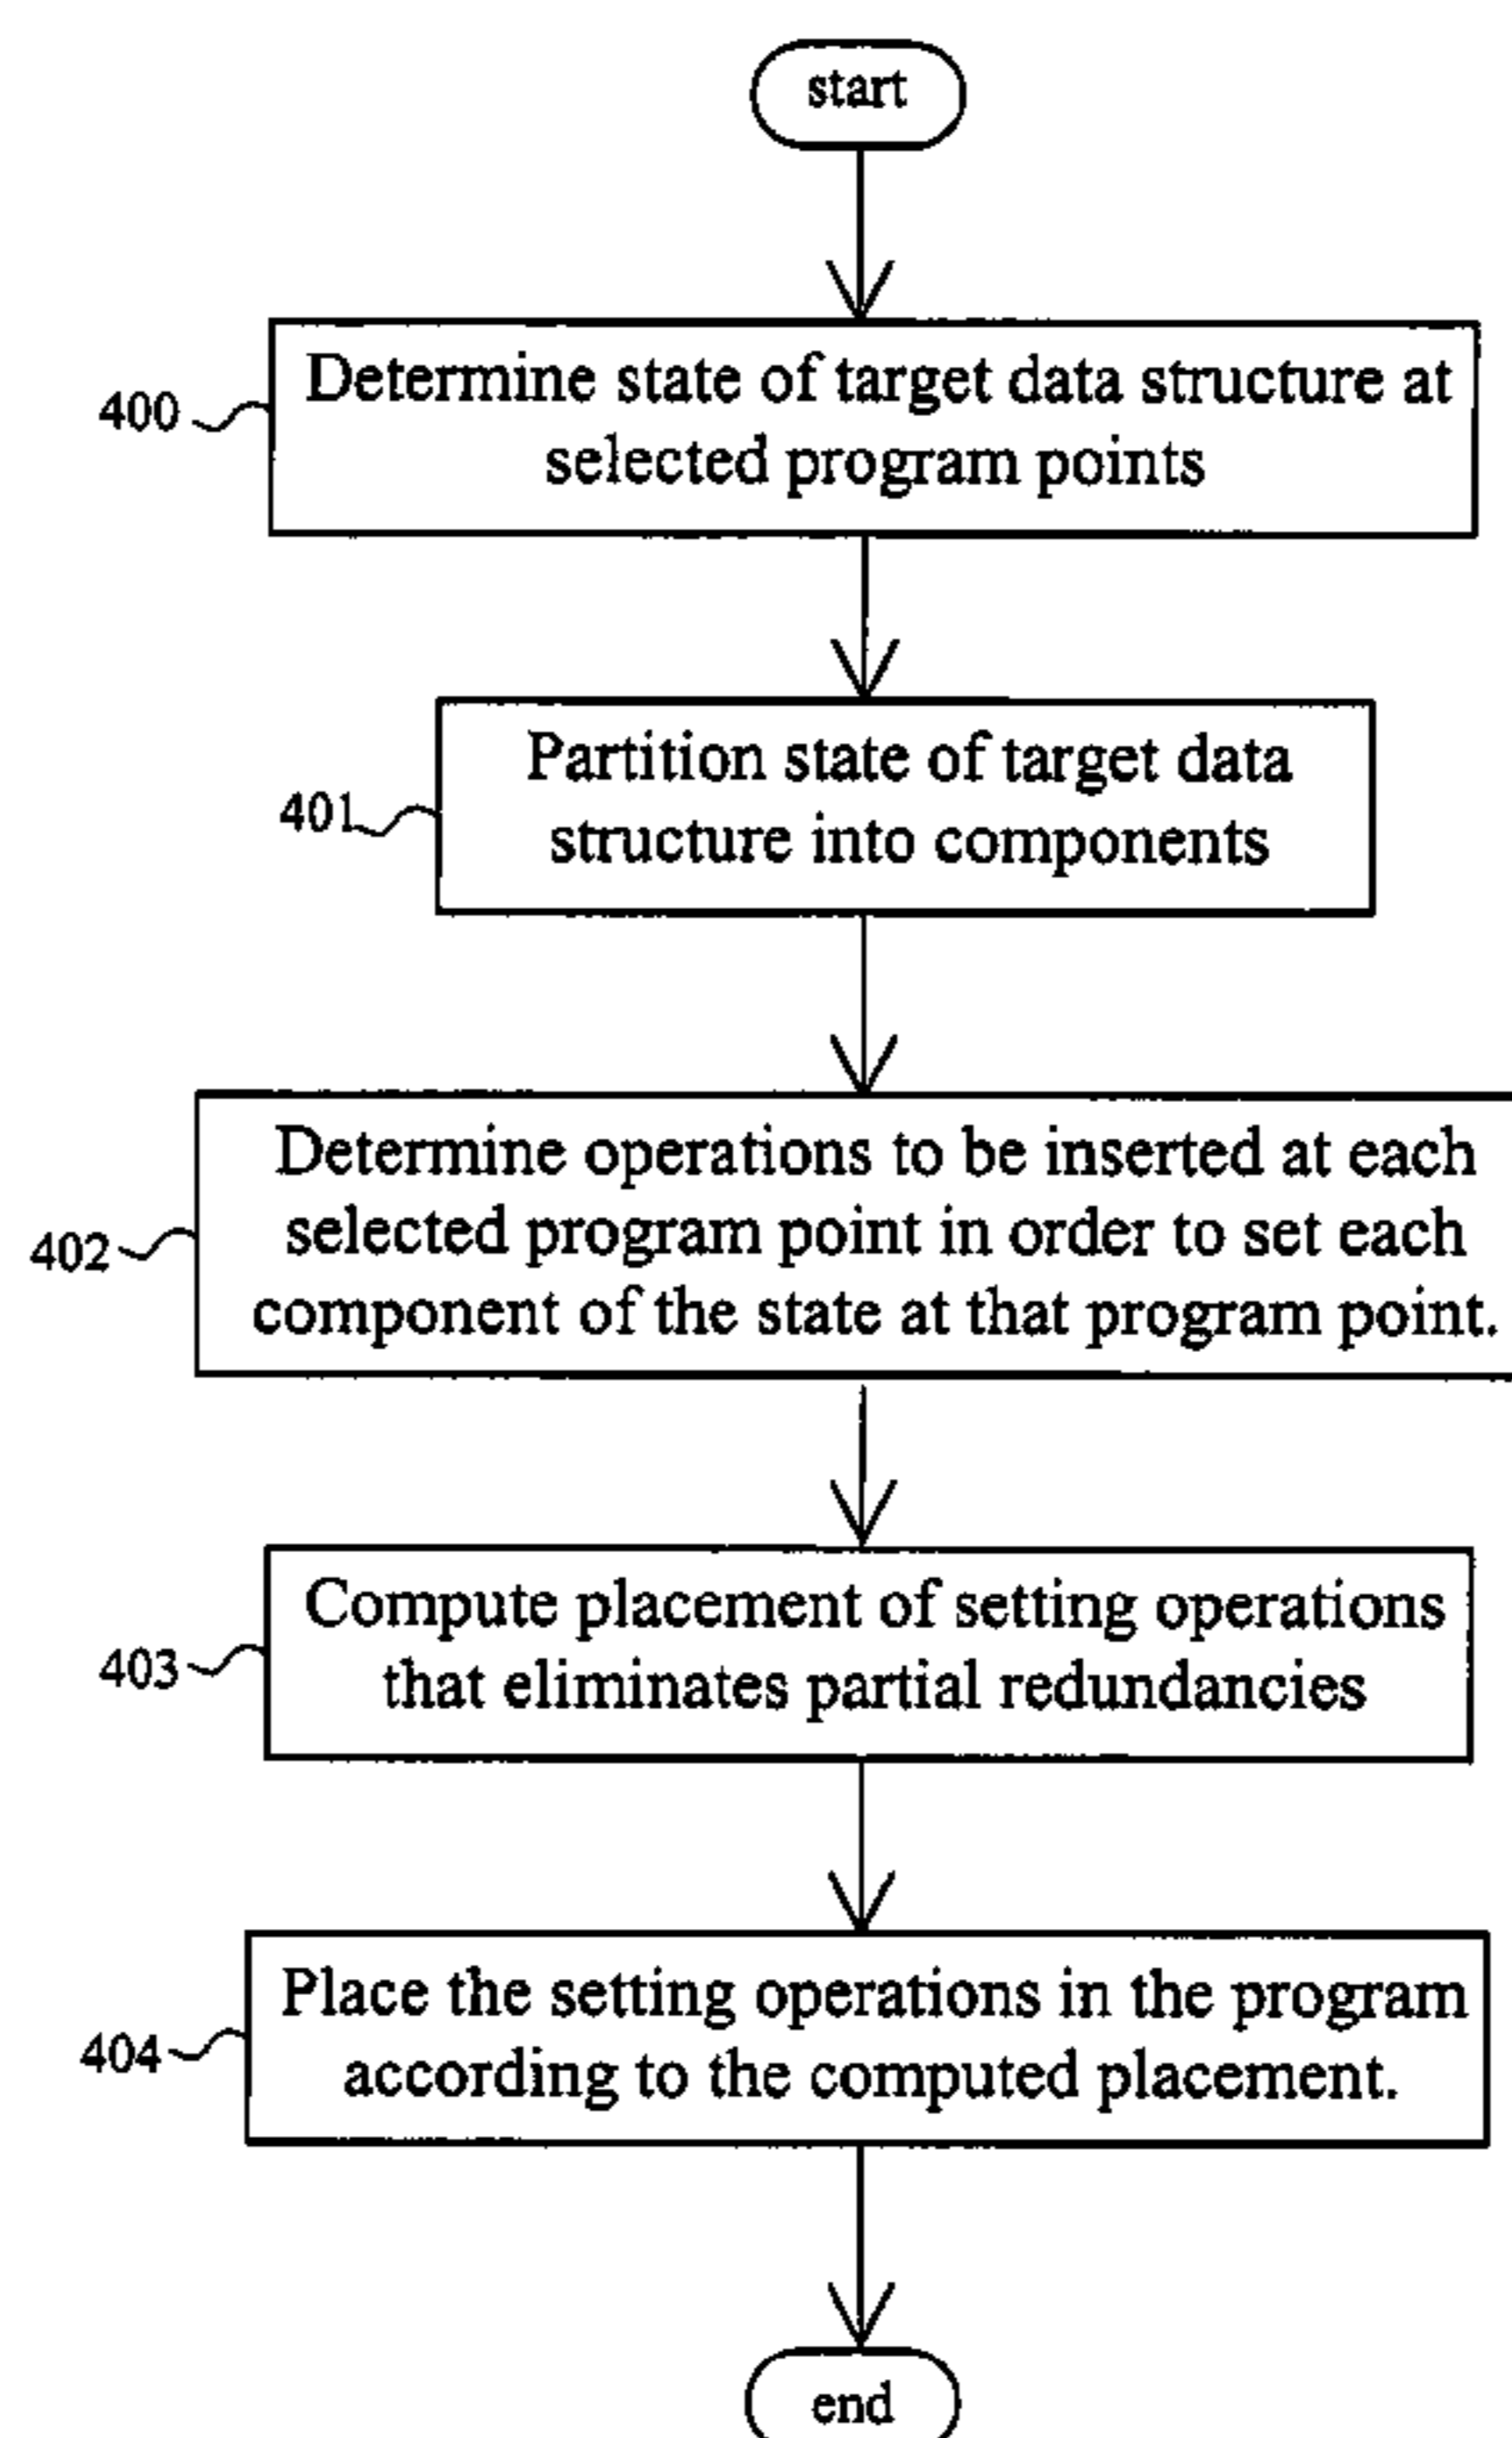 start
400
Determine state of target data structure at
selected program points
401
Partition state of target data
structure into components
402
Determine operations to be inserted at each
selected program point in order to set each
component of the state at that program point.
403
Compute placement of setting operations
that eliminates partial redundancies
404
Place the setting operations in the program
according to the computed placement.
end